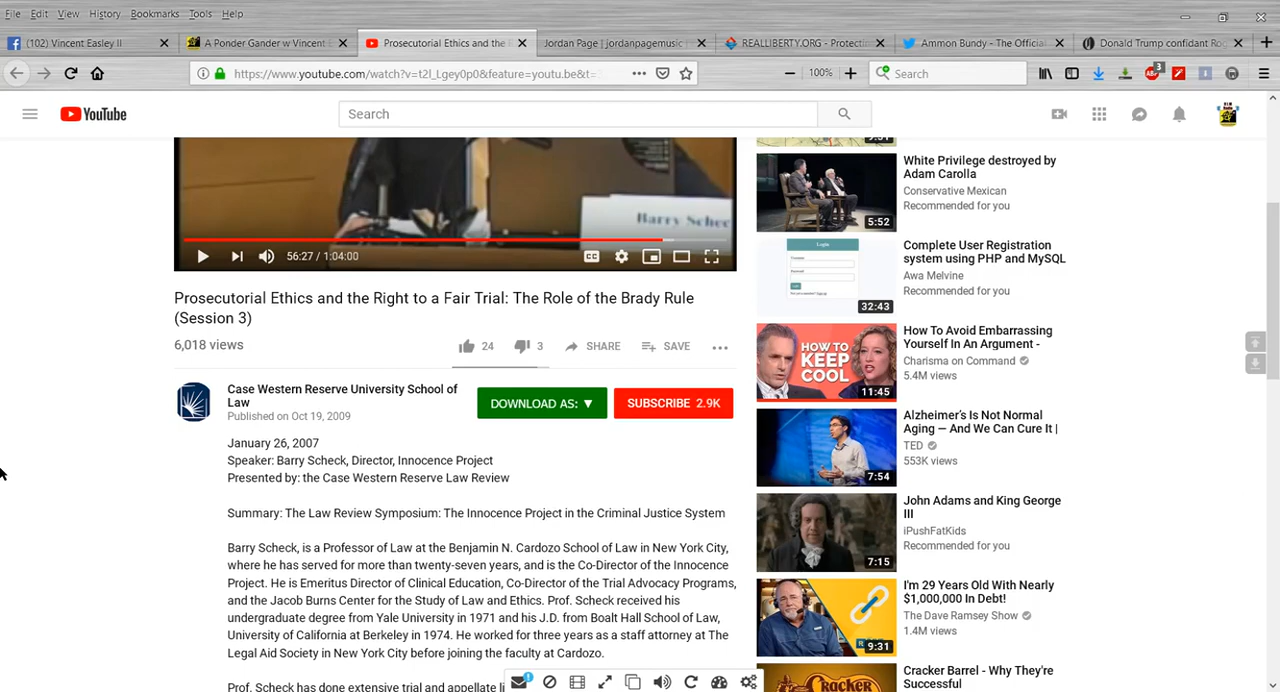 File Edit View History Bookmarks Tools Help
(102) Vincent Easley II
A Ponder Gander w Vincent
Prosecutorial Ethics and the R
Jordan Page | jordanpagemusic
REALLIBERTY.ORG - Protectin
Ammon Bundy - The Official
Donald Trump confidant Rog
https://www.youtube.com/watch?v=t2I_Lgey0p0&feature=youtu.be&t=
100%
Search
3
YouTube
Search
Barry Schec
56:27 / 1:04:00
CC
Prosecutorial Ethics and the Right to a Fair Trial: The Role of the Brady Rule
(Session 3)
6,018 views
24
3
SHARE
SAVE
Case Western Reserve University School of
Law
Published on Oct 19, 2009
DOWNLOAD AS: ▼
SUBSCRIBE 2.9K
January 26, 2007
Speaker: Barry Scheck, Director, Innocence Project
Presented by: the Case Western Reserve Law Review
Summary: The Law Review Symposium: The Innocence Project in the Criminal Justice System
Barry Scheck, is a Professor of Law at the Benjamin N. Cardozo School of Law in New York City,
where he has served for more than twenty-seven years, and is the Co-Director of the Innocence
Project. He is Emeritus Director of Clinical Education, Co-Director of the Trial Advocacy Programs,
and the Jacob Burns Center for the Study of Law and Ethics. Prof. Scheck received his
undergraduate degree from Yale University in 1971 and his J.D. from Boalt Hall School of Law,
University of California at Berkeley in 1974. He worked for three years as a staff attorney at The
Legal Aid Society in New York City before joining the faculty at Cardozo.
Prof. Scheck has done extensive trial and appellate li
1
White Privilege destroyed by
Adam Carolla
Conservative Mexican
Recommended for you
5:52
Complete User Registration
system using PHP and MySQL
Awa Melvine
Recommended for you
Login
32:43
How To Avoid Embarrassing
Yourself In An Argument -
Charisma on Command
5.4M views
HOW TO
KEEP
COOL
11:45
Alzheimer's Is Not Normal
Aging — And We Can Cure It |
TED
553K views
7:54
John Adams and King George
III
iPushFatKids
Recommended for you
7:15
I'm 29 Years Old With Nearly
$1,000,000 In Debt!
The Dave Ramsey Show
1.4M views
9:31
Cracker Barrel - Why They're
Successful